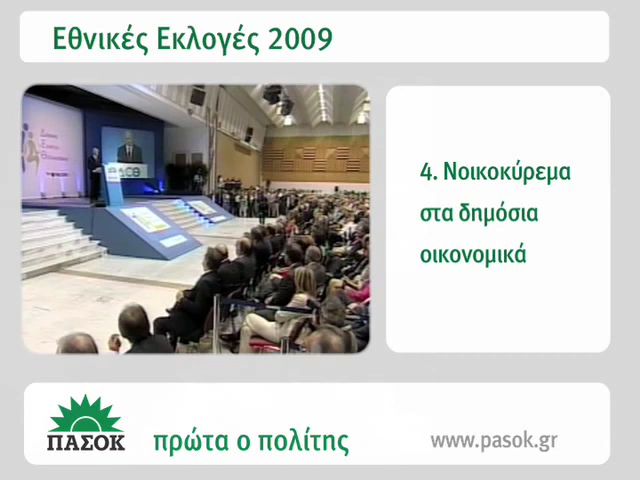 Εθνικές Εκλογές 2009
4. Νοικοκύρεμα
στα δημόσια
οικονομικά
ΠΑΣΟΚ
πρώτα ο πολίτης
www.pasok.gr